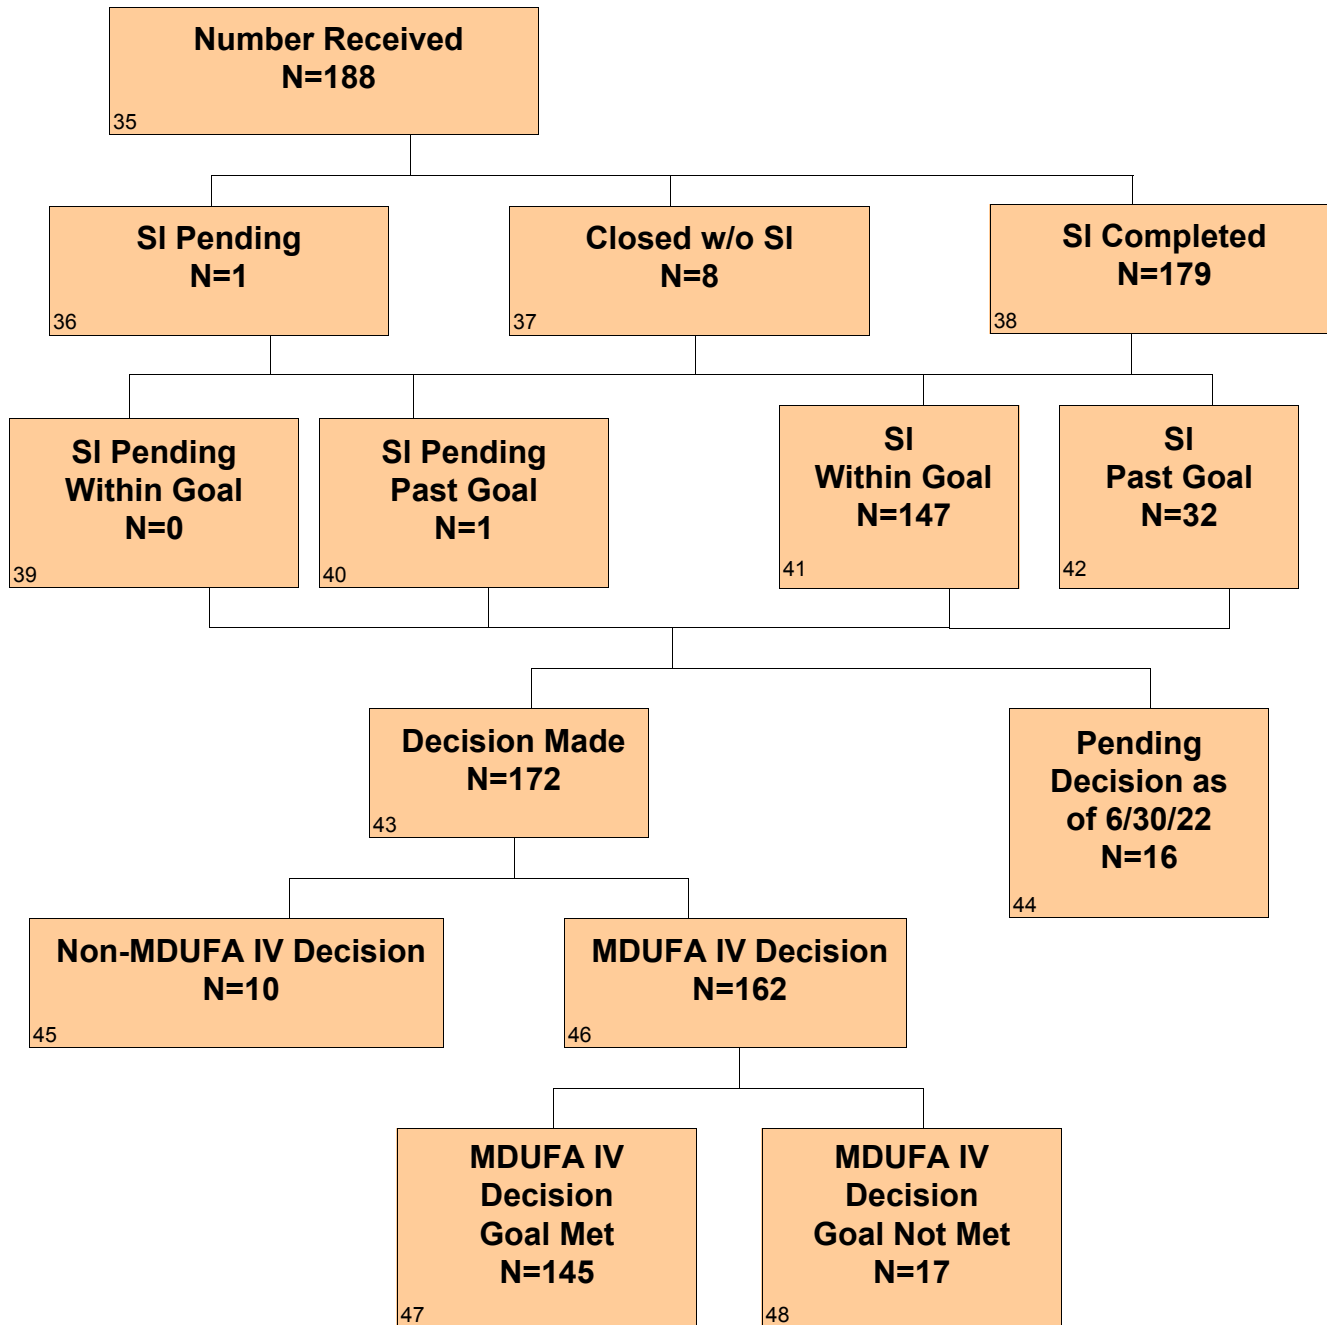 Number Received
N=188
35
SI Pending
N=1
36
Closed w/o SI
N=8
37
SI Completed
N=179
38
SI Pending
Within Goal
N=0
39
SI Pending
Past Goal
N=1
40
SI
Within Goal
N=147
41
SI
Past Goal
N=32
42
Decision Made
N=172
43
Pending
Decision as
of 6/30/22
N=16
44
Non-MDUFA IV Decision
N=10
45
MDUFA IV Decision
N=162
46
MDUFA IV
Decision
Goal Met
N=145
47
MDUFA IV
Decision
Goal Not Met
N=17
48